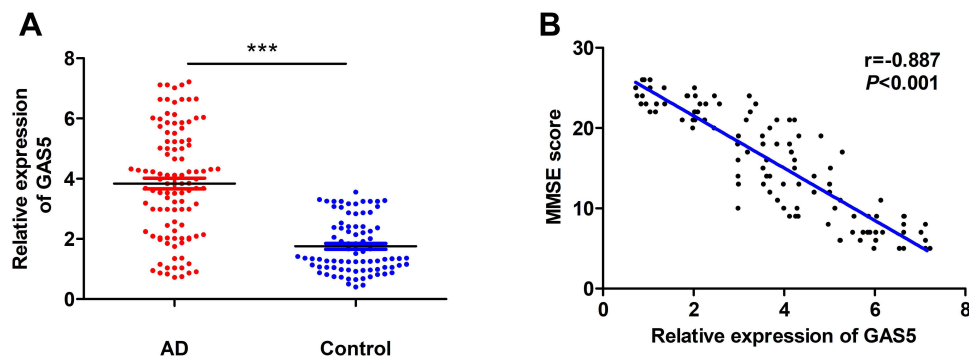 A
Relative expression
of GAS5
8
6
4
2
0
***
AD
Control
B
MMSE score
30
20
10
0
r=-0.887
P<0.001
0
2
4
6
8
Relative expression of GAS5